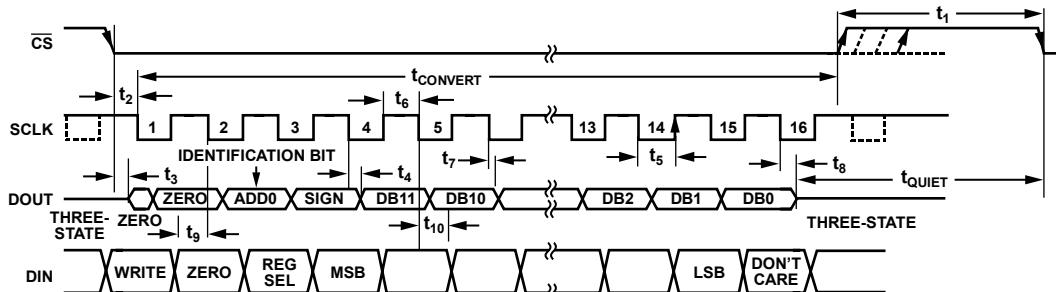 t1
CS
tCONVERT
t2
t6
SCLK
1 2 3 4 5 13 14 15 16
IDENTIFICATION BIT
t7
t5
t8
t3
t4
tQUIET
DOUT
ZERO ADD0 SIGN DB11 DB10 DB2 DB1 DB0
THREE-STATE
ZERO
THREE-STATE
t9
t10
DIN
WRITE ZERO REG SEL MSB LSB DON'T CARE